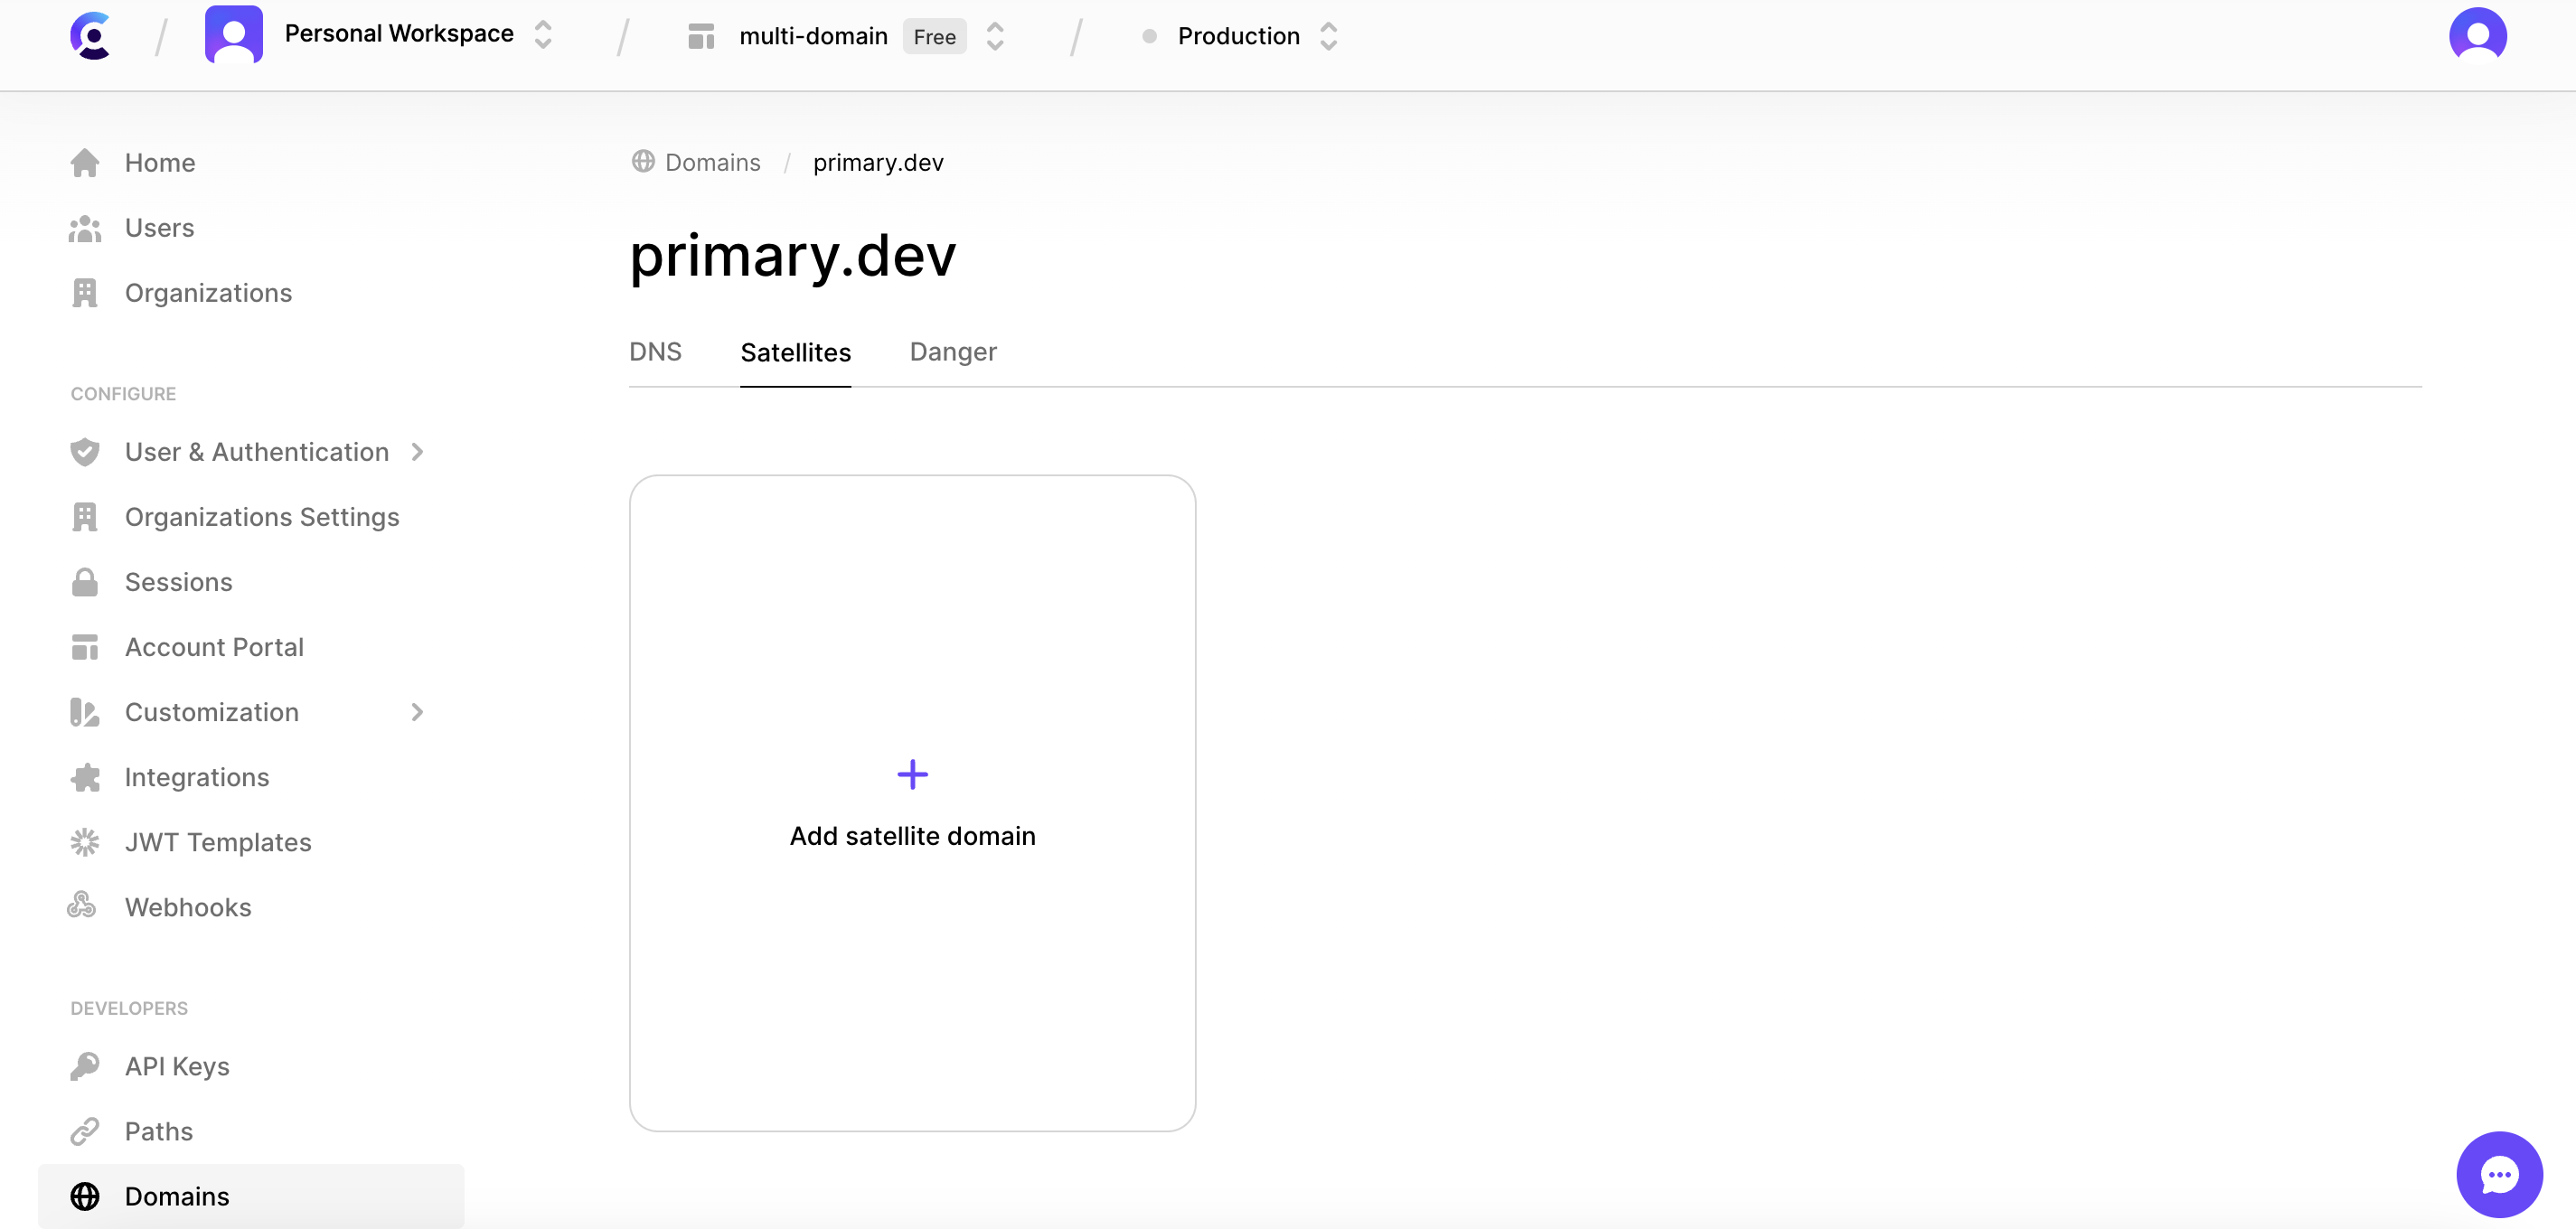 Personal Workspace
multi-domain Free
Production
Home
Users
Organizations
CONFIGURE
User & Authentication
Organizations Settings
Sessions
Account Portal
Customization
Integrations
JWT Templates
Webhooks
DEVELOPERS
API Keys
Paths
Domains
Domains / primary.dev
primary.dev
DNS Satellites Danger
Add satellite domain